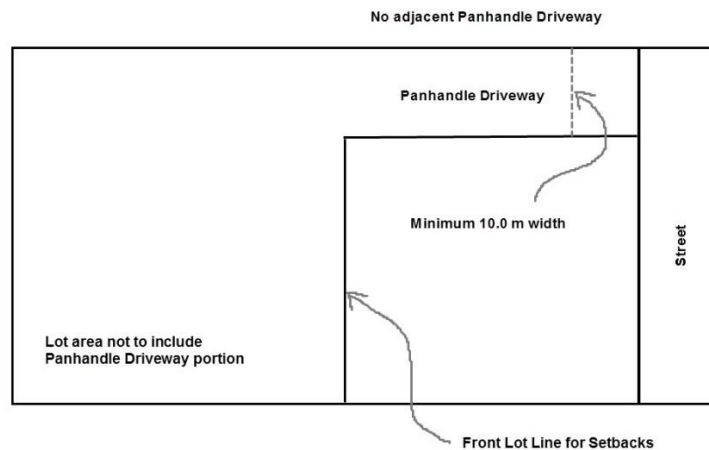 No adjacent Panhandle Driveway
Panhandle Driveway
Minimum 10.0 m width
Street
Lot area not to include
Panhandle Driveway portion
Front Lot Line for Setbacks